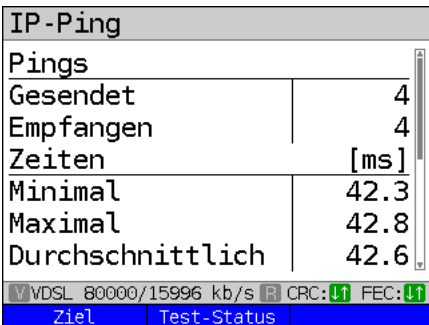 IP-Ping
Pings
Gesendet 4
Empfangen 4
Zeiten [ms]
Minimal 42.3
Maximal 42.8
Durchschnittlich 42.6
V VDSL 80000/15996 kb/s R CRC:↓↑ FEC:↓↑
Ziel Test-Status